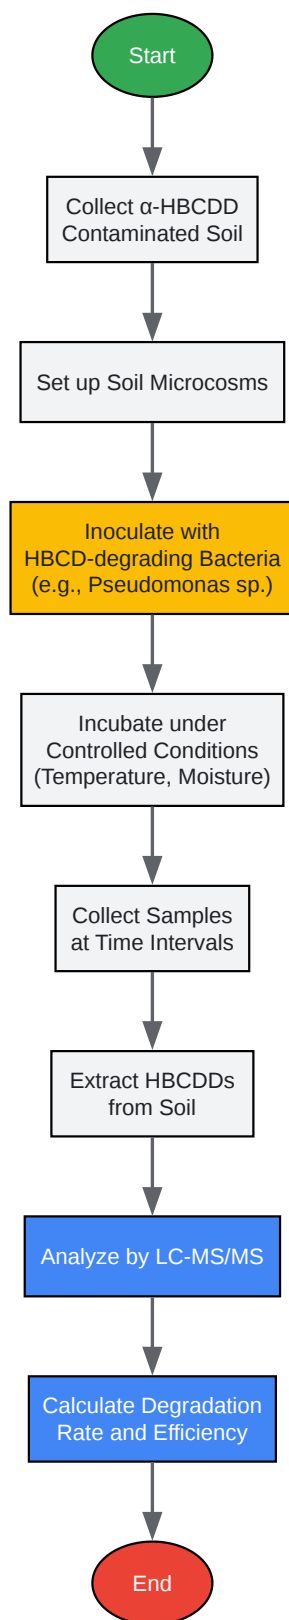 Start
Collect α-HBCDD
Contaminated Soil
Set up Soil Microcosms
Inoculate with
HBCD-degrading Bacteria
(e.g., Pseudomonas sp.)
Incubate under
Controlled Conditions
(Temperature, Moisture)
Collect Samples
at Time Intervals
Extract HBCDDs
from Soil
Analyze by LC-MS/MS
Calculate Degradation
Rate and Efficiency
End